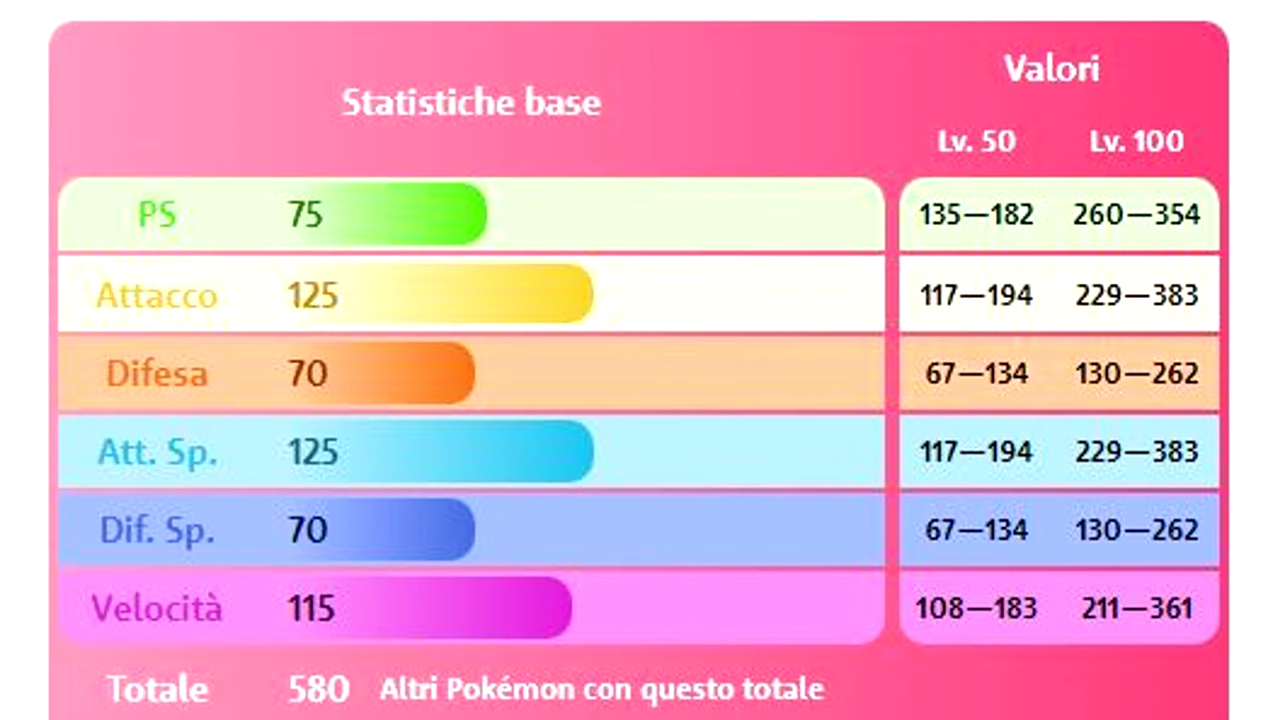 Statistiche base
Valori
Lv. 50 Lv. 100
PS 75 135—182 260—354
Attacco 125 117—194 229—383
Difesa 70 67—134 130—262
Att. Sp. 125 117—194 229—383
Dif. Sp. 70 67—134 130—262
Velocità 115 108—183 211—361
Totale 580 Altri Pokémon con questo totale